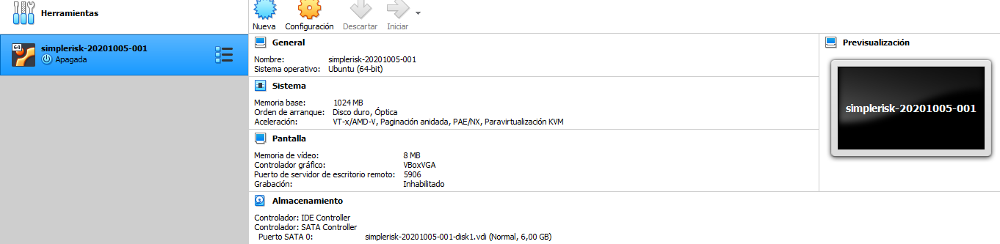 Herramientas
64
simplerisk-20201005-001
Apagada
Nueva Configuración Descartar Iniciar
General
Nombre: simplerisk-20201005-001
Sistema operativo: Ubuntu (64-bit)
Sistema
Memoria base: 1024 MB
Orden de arranque: Disco duro, Óptica
Aceleración: VT-x/AMD-V, Paginación anidada, PAE/NX, Paravirtualización KVM
Pantalla
Memoria de vídeo: 8 MB
Controlador gráfico: VBoxVGA
Puerto de servidor de escritorio remoto: 5906
Grabación: Inhabilitado
Almacenamiento
Controlador: IDE Controller
Controlador: SATA Controller
Puerto SATA 0: simplerisk-20201005-001-disk1.vdi (Normal, 6,00 GB)
Previsualización
simplerisk-20201005-001